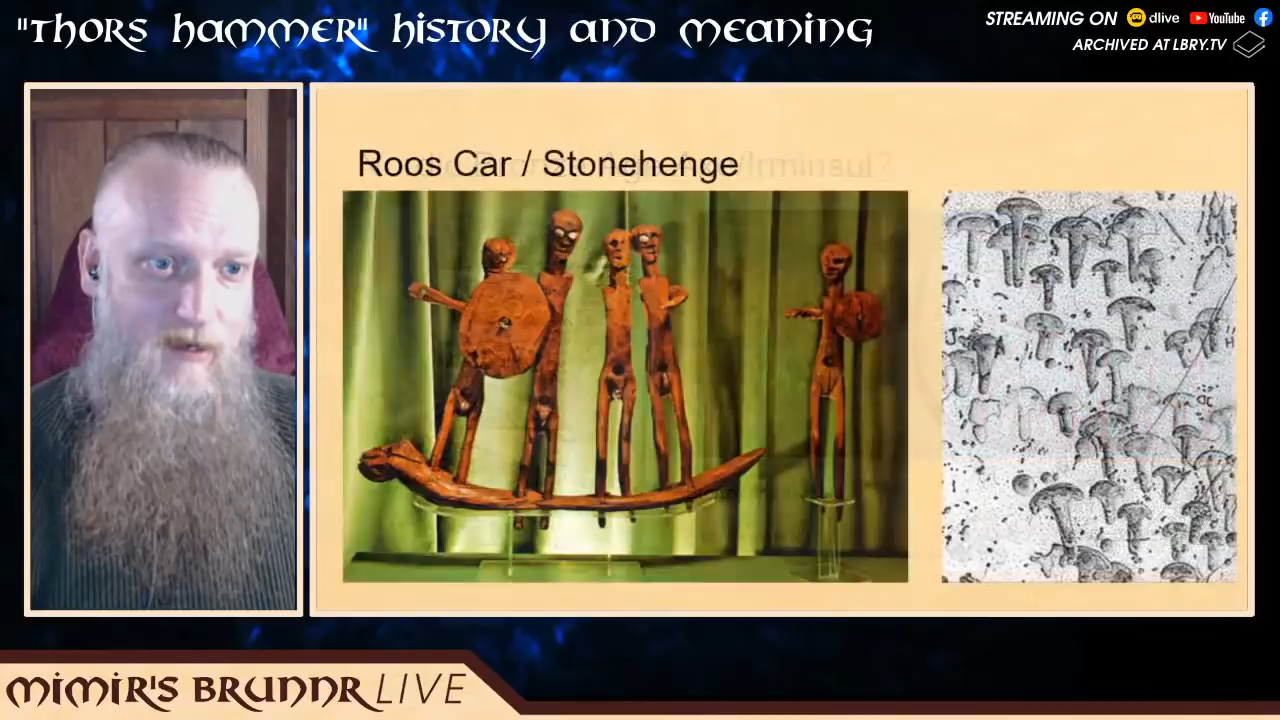 "THORS HAMMER" HISTORY AND MEANING
STREAMING ON dlive YouTube
ARCHIVED AT LBRY.TV
Roos Car / Stonehenge
/Irminsul?
MIMIR'S BRUNNR LIVE